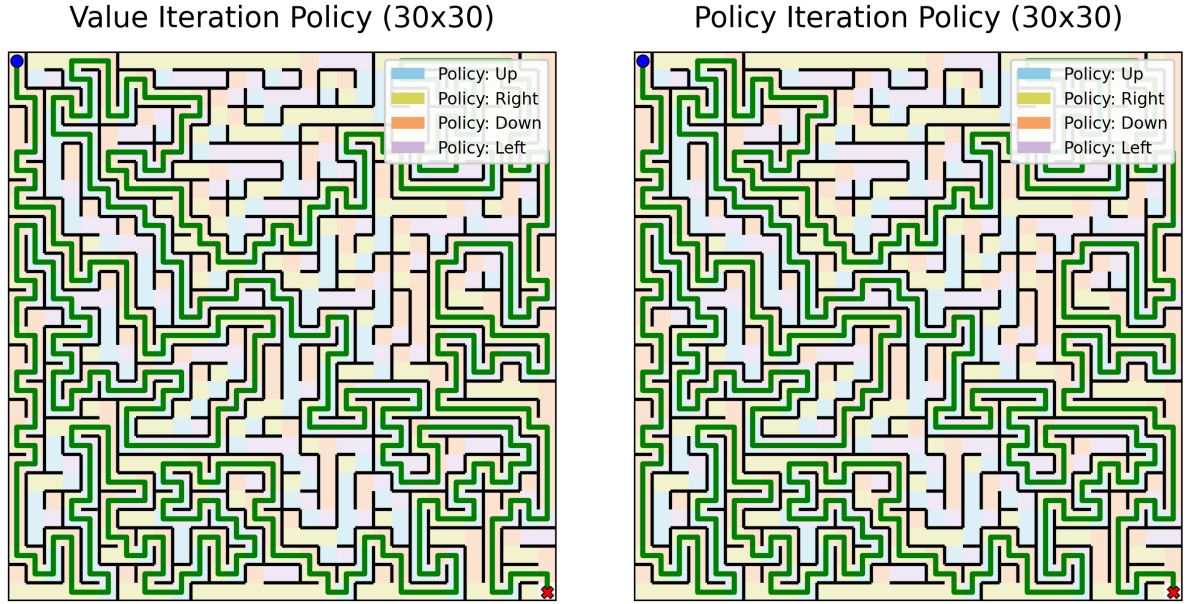 Value Iteration Policy (30x30)
Policy: Up
Policy: Right
Policy: Down
Policy: Left
Policy Iteration Policy (30x30)
Policy: Up
Policy: Right
Policy: Down
Policy: Left